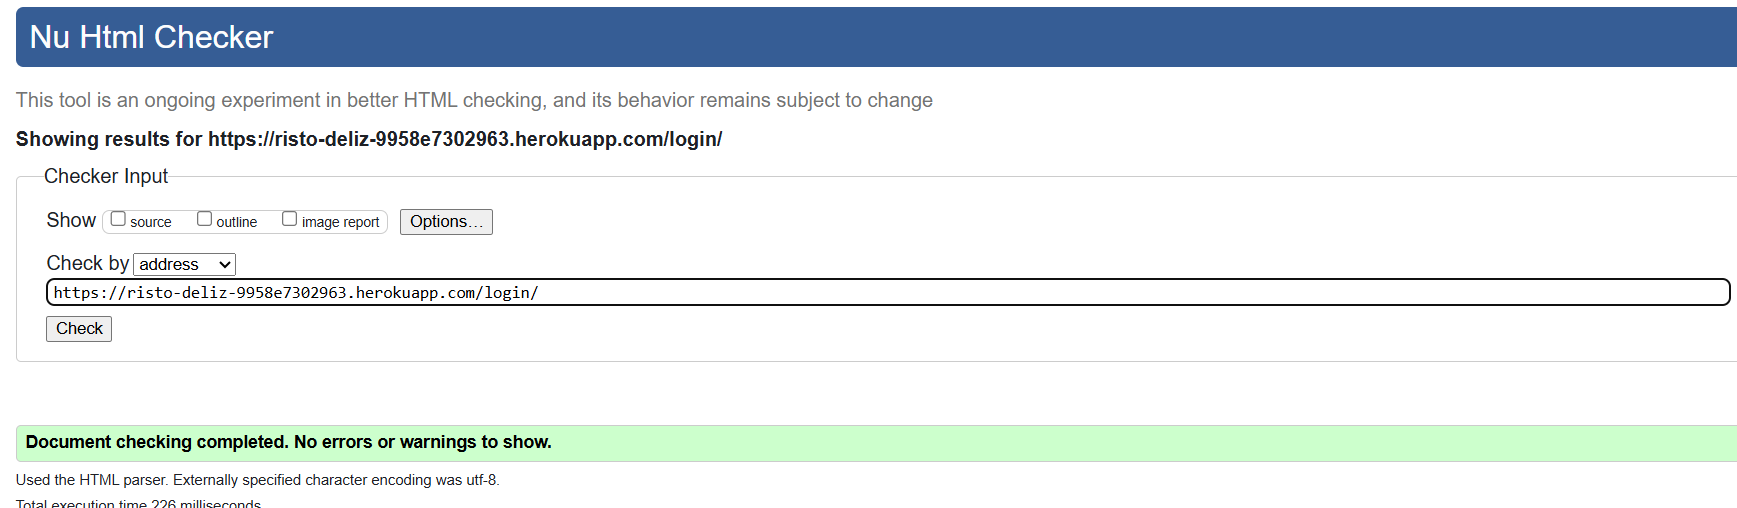 Nu Html Checker
This tool is an ongoing experiment in better HTML checking, and its behavior remains subject to change
Showing results for https://risto-deliz-9958e7302963.herokuapp.com/login/
Checker Input
Show source outline image report Options...
Check by address
https://risto-deliz-9958e7302963.herokuapp.com/login/
Check
Document checking completed. No errors or warnings to show.
Used the HTML parser. Externally specified character encoding was utf-8.
Total execution time 226 milliseconds.